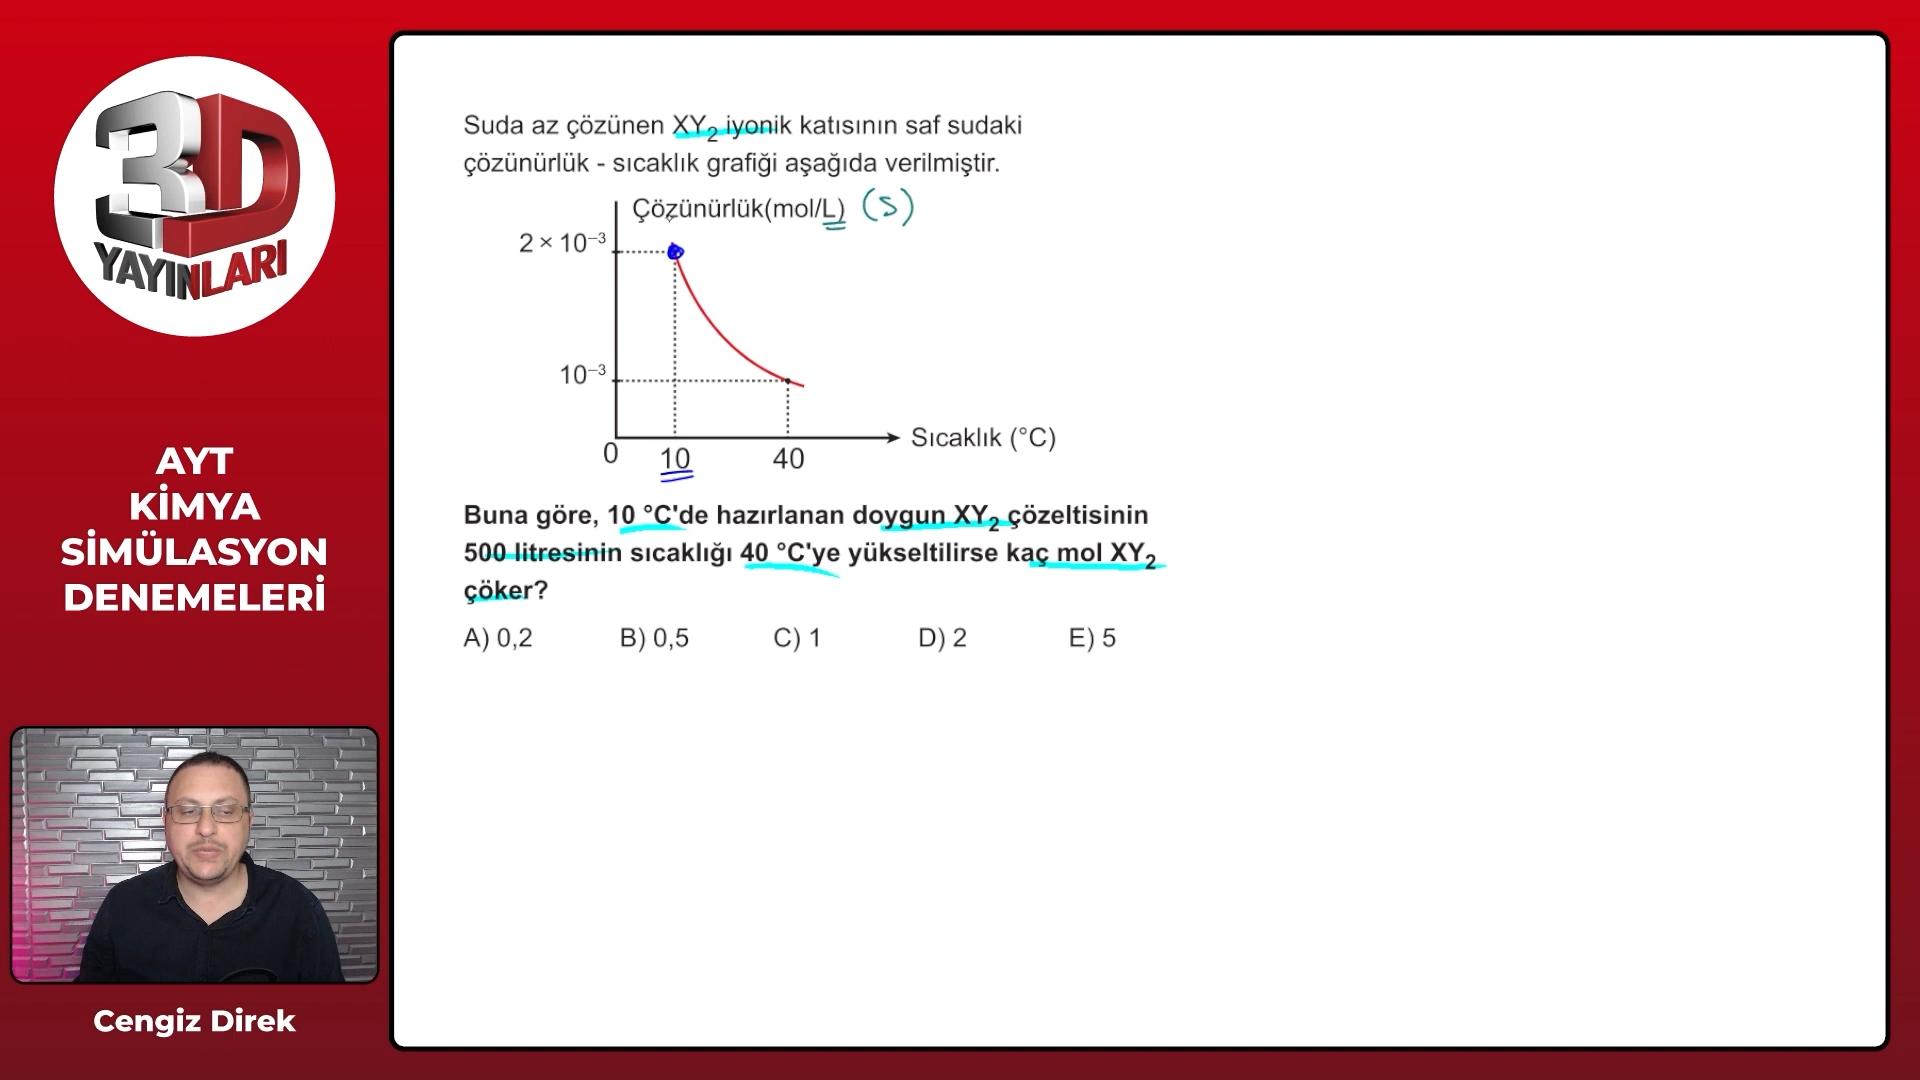 3D
YAYINLARI
AYT
KİMYA
SİMÜLASYON
DENEMELERİ
Cengiz Direk
Suda az çözünen XY₂ iyonik katısının saf sudaki
çözünürlük - sıcaklık grafiği aşağıda verilmiştir.
Çözünürlük(mol/L) (S)
2 × 10⁻³
10⁻³
0 10 40
Sıcaklık (°C)
Buna göre, 10 °C'de hazırlanan doygun XY₂ çözeltisinin
500 litresinin sıcaklığı 40 °C'ye yükseltilirse kaç mol XY₂
çöker?
A) 0,2 B) 0,5 C) 1 D) 2 E) 5